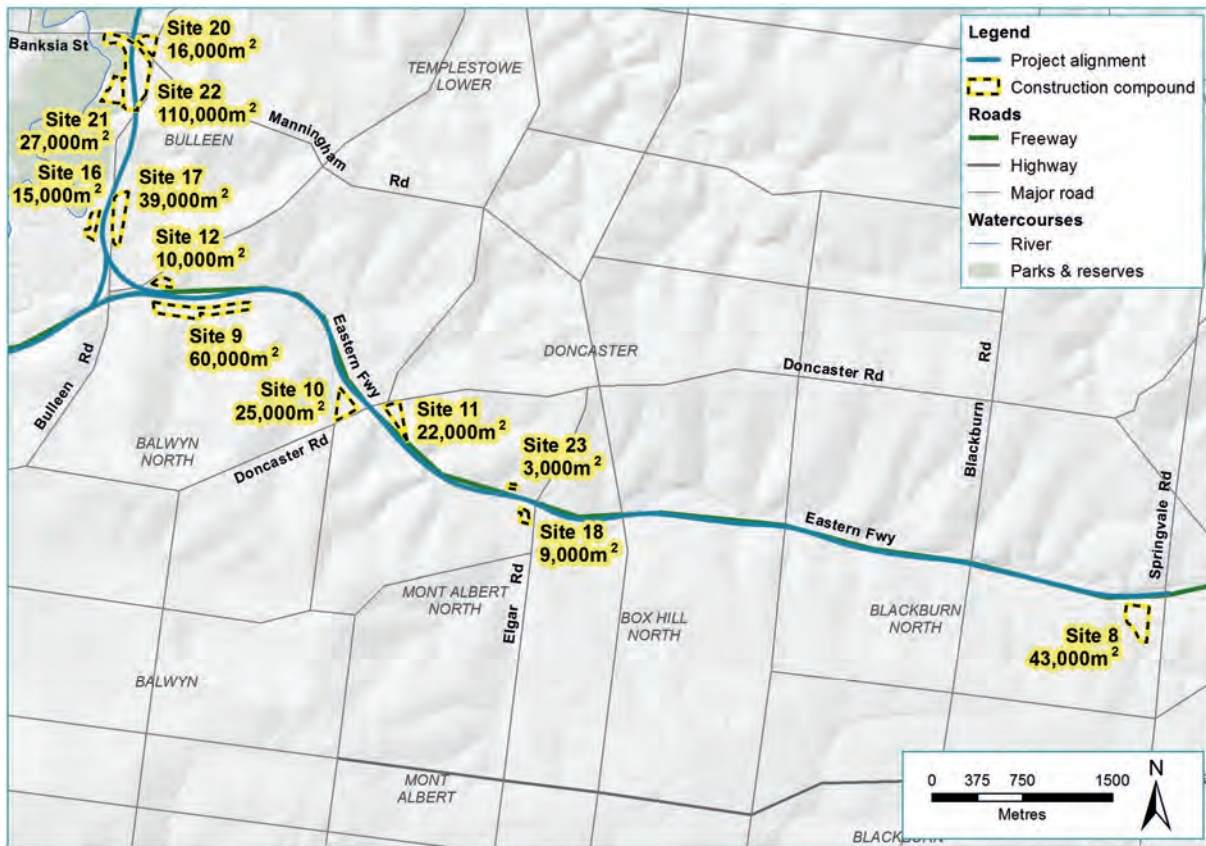 Banksia St
Site 20
16,000m²
Site 22
110,000m²
Site 21
27,000m²
BULLEEN
TEMPLESTOWE
LOWER
Manningham
Rd
Site 16
15,000m²
Site 17
39,000m²
Site 12
10,000m²
Site 9
60,000m²
Bulleen Rd
Eastern Fwy
DONCASTER
Doncaster Rd
Site 10
25,000m²
Site 11
22,000m²
BALWYN
NORTH
Doncaster Rd
Site 23
3,000m²
Site 18
9,000m²
Blackburn Rd
Springvale Rd
Eastern Fwy
MONT ALBERT
NORTH
Elgar Rd
BOX HILL
NORTH
BLACKBURN
NORTH
Site 8
43,000m²
BALWYN
MONT
ALBERT
BLACKBURN
Legend
Project alignment
Construction compound
Roads
Freeway
Highway
Major road
Watercourses
River
Parks & reserves
0 375 750 1500
Metres
N